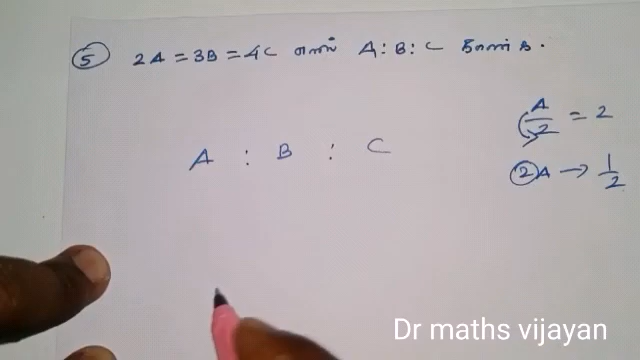 ⑤ 2A = 3B = 4C எனில் A : B : C காண்க.
A : B : C
A/2 = 2
②A → 1/2
Dr maths vijayan